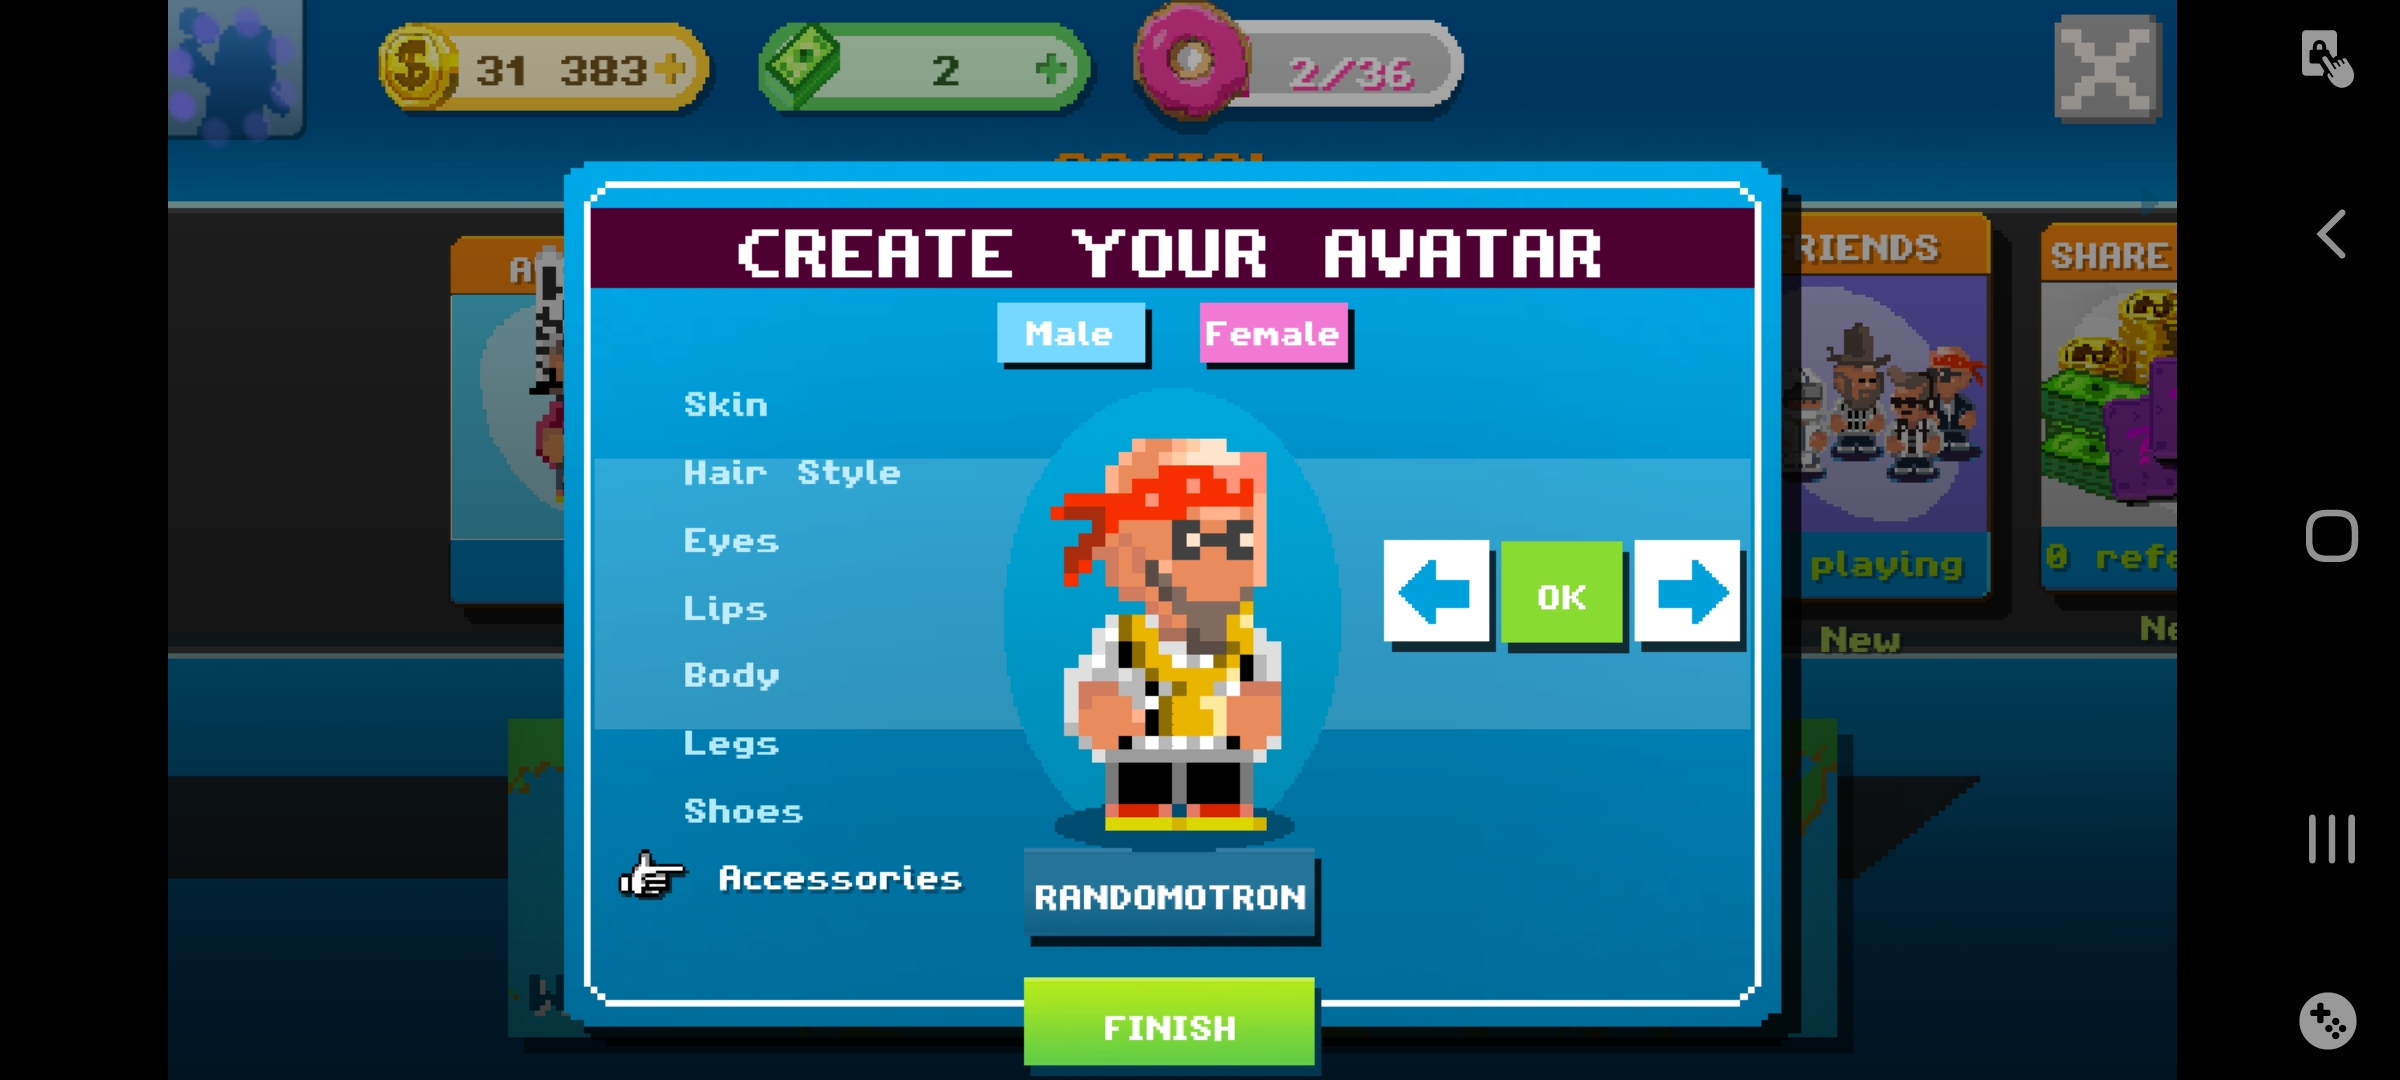 31 383
2
2/36
CREATE YOUR AVATAR
RIENDS
SHARE
Male
Female
Skin
Hair Style
Eyes
Lips
Body
Legs
Shoes
Accessories
OK
playing
0 refe
New
Ne
RANDOMOTRON
FINISH